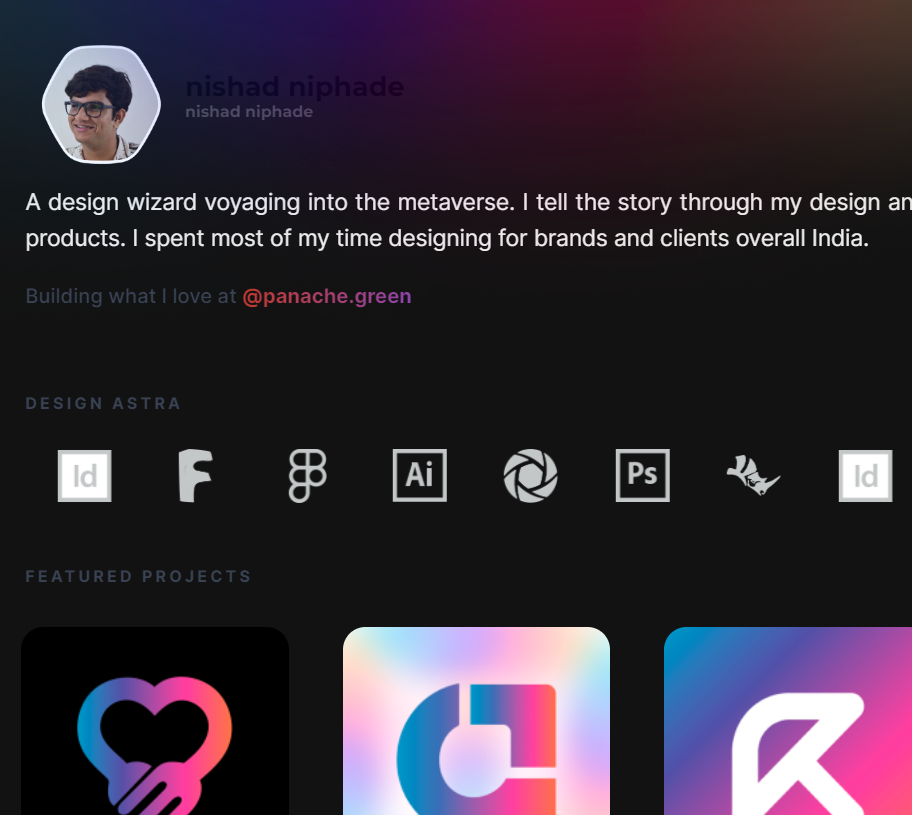 nishad niphade
nishad niphade
A design wizard voyaging into the metaverse. I tell the story through my design an
products. I spent most of my time designing for brands and clients overall India.
Building what I love at @panache.green
DESIGN ASTRA
Id
Ai
Ps
Id
FEATURED PROJECTS